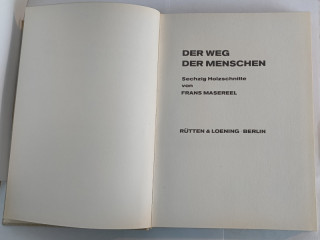 DER WEG
DER MENSCHEN
Sechzig Holzschnitte
von
FRANS MASEREEL
RÜTTEN & LOENING · BERLIN